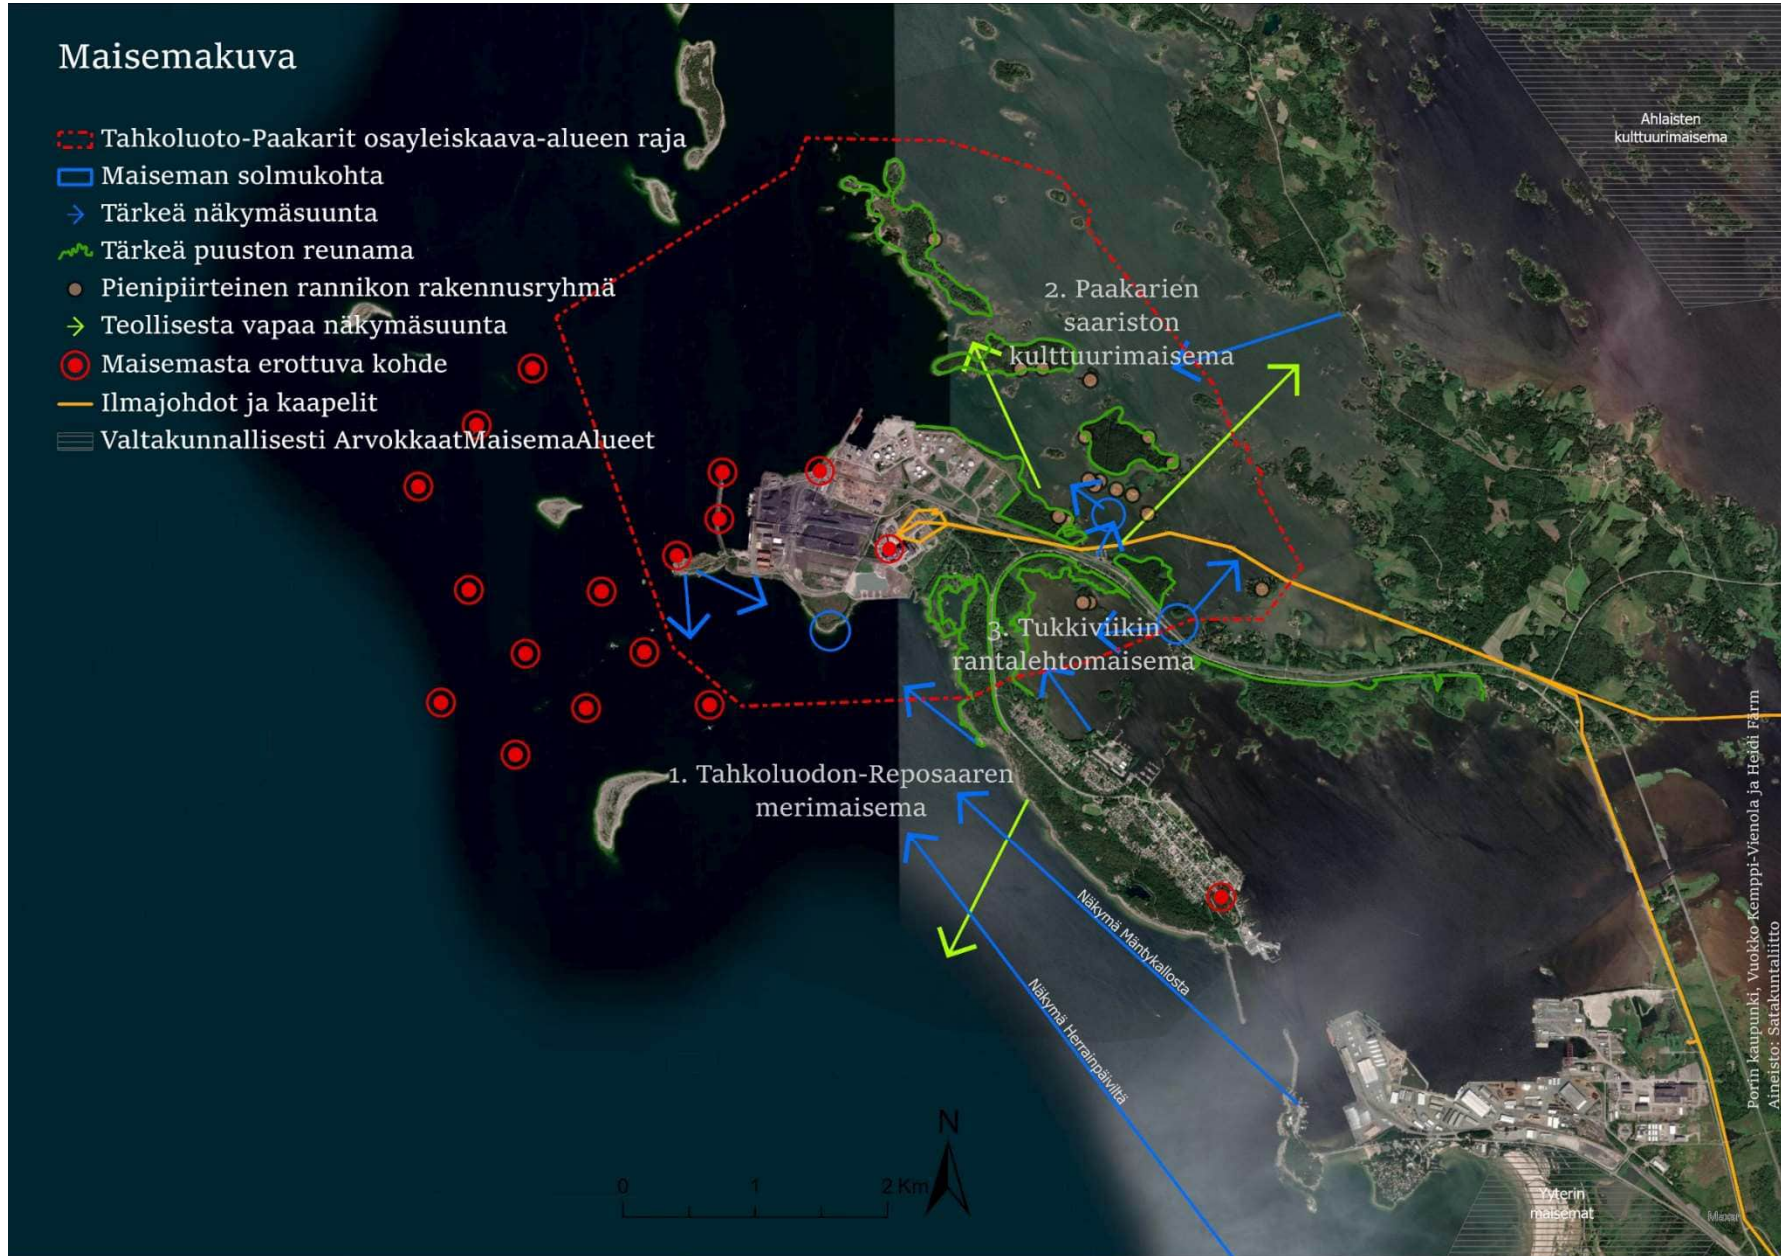 Maisemakuva
Tahkoluoto-Paakarit osayleiskaava-alueen raja
Maiseman solmukohta
Tärkeä näkymäsuunta
Tärkeä puuston reunama
Pienipiirteinen rannikon rakennusryhmä
Teollisesta vapaa näkymäsuunta
Maisemasta erottuva kohde
Ilmajohdot ja kaapelit
Valtakunnallisesti ArvokkaatMaisemaAlueet
Ahlaisten
kulttuurimaisema
2. Paakarien
saariston
kulttuurimaisema
3. Tukkiviikin
rantalehtomaisema
1. Tahkoluodon-Reposaaren
merimaisema
Näkymä Mäntykallosta
Näkymä Herrainpäiviltä
Yyterin
maisemat
Maxar
N
0 1 2 Km
Porin kaupunki, Vuokko Kemppi-Vienola ja Heidi Färm
Aineisto: Satakuntaliitto